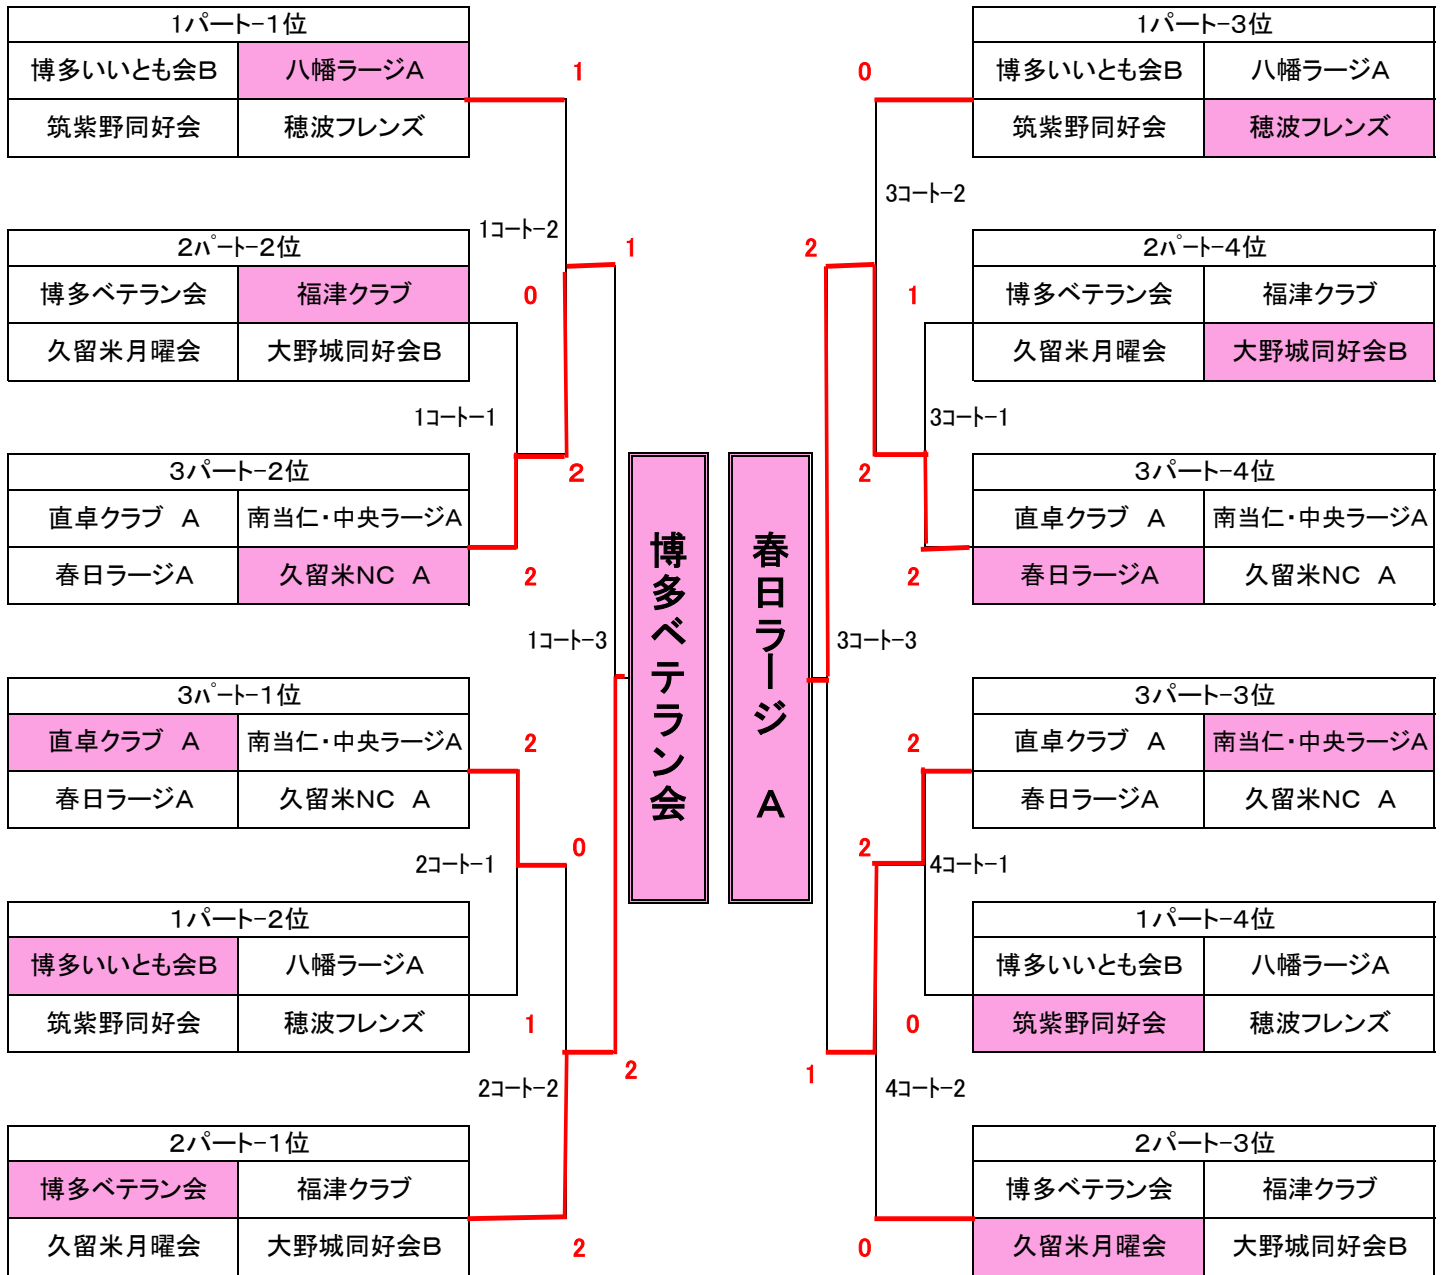 1パート-1位
博多いいとも会B 八幡ラージA
筑紫野同好会 穂波フレンズ
1
1コート-2
1
2パート-2位
博多ベテラン会 福津クラブ
久留米月曜会 大野城同好会B
0
1コート-1
3パート-2位
直卓クラブ A 南当仁・中央ラージA
春日ラージA 久留米NC A
2
2
1コート-3
3パート-1位
直卓クラブ A 南当仁・中央ラージA
春日ラージA 久留米NC A
2
2コート-1
0
1パート-2位
博多いいとも会B 八幡ラージA
筑紫野同好会 穂波フレンズ
1
2コート-2
2
2パート-1位
博多ベテラン会 福津クラブ
久留米月曜会 大野城同好会B
2
博多ベテラン会
春日ラージ A
1パート-3位
博多いいとも会B 八幡ラージA
筑紫野同好会 穂波フレンズ
0
3コート-2
2
2パート-4位
博多ベテラン会 福津クラブ
久留米月曜会 大野城同好会B
1
3コート-1
3パート-4位
直卓クラブ A 南当仁・中央ラージA
春日ラージA 久留米NC A
2
2
3コート-3
3パート-3位
直卓クラブ A 南当仁・中央ラージA
春日ラージA 久留米NC A
2
2
4コート-1
1パート-4位
博多いいとも会B 八幡ラージA
筑紫野同好会 穂波フレンズ
0
1
4コート-2
2パート-3位
博多ベテラン会 福津クラブ
久留米月曜会 大野城同好会B
0